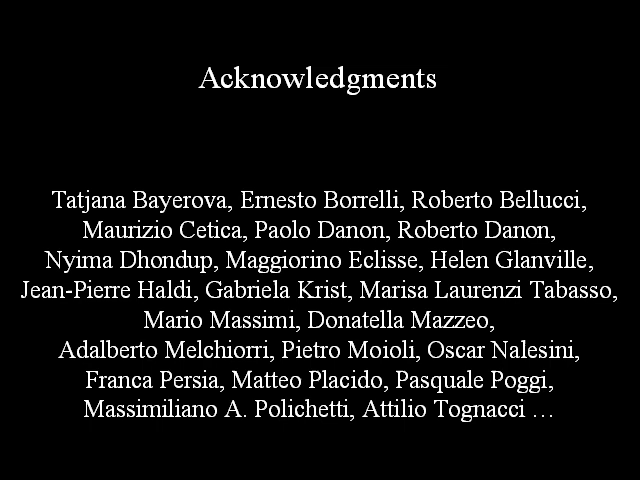 Acknowledgments
Tatjana Bayerova, Ernesto Borrelli, Roberto Bellucci,
Maurizio Cetica, Paolo Danon, Roberto Danon,
Nyima Dhondup, Maggiorino Eclisse, Helen Glanville,
Jean-Pierre Haldi, Gabriela Krist, Marisa Laurenzi Tabasso,
Mario Massimi, Donatella Mazzeo,
Adalberto Melchiorri, Pietro Moioli, Oscar Nalesini,
Franca Persia, Matteo Placido, Pasquale Poggi,
Massimiliano A. Polichetti, Attilio Tognacci …